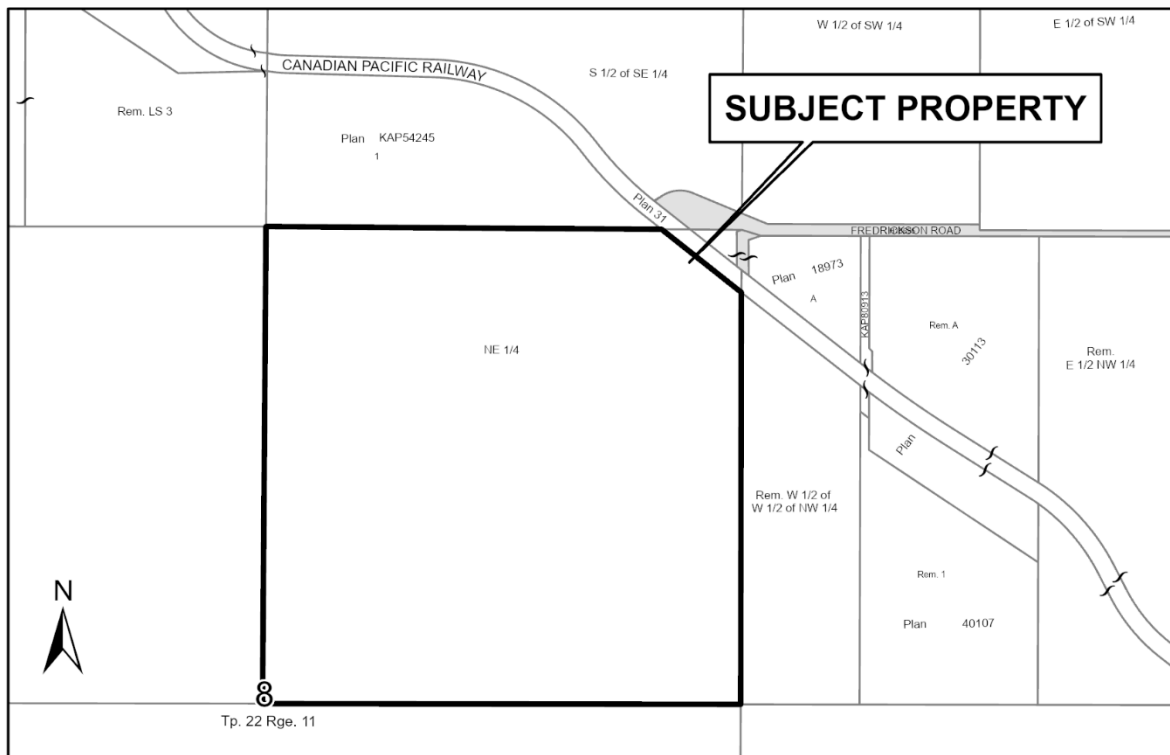 W 1/2 of SW 1/4
E 1/2 of SW 1/4
CANADIAN PACIFIC RAILWAY
S 1/2 of SE 1/4
Rem. LS 3
SUBJECT PROPERTY
Plan KAP54245
1
Plan 31
FREDRICKSON ROAD
Plan 18973
A
KAP80913
Rem. A
30113
Rem.
E 1/2 NW 1/4
NE 1/4
Plan
Rem. W 1/2 of
W 1/2 of NW 1/4
Rem. 1
N
Plan 40107
8
Tp. 22 Rge. 11